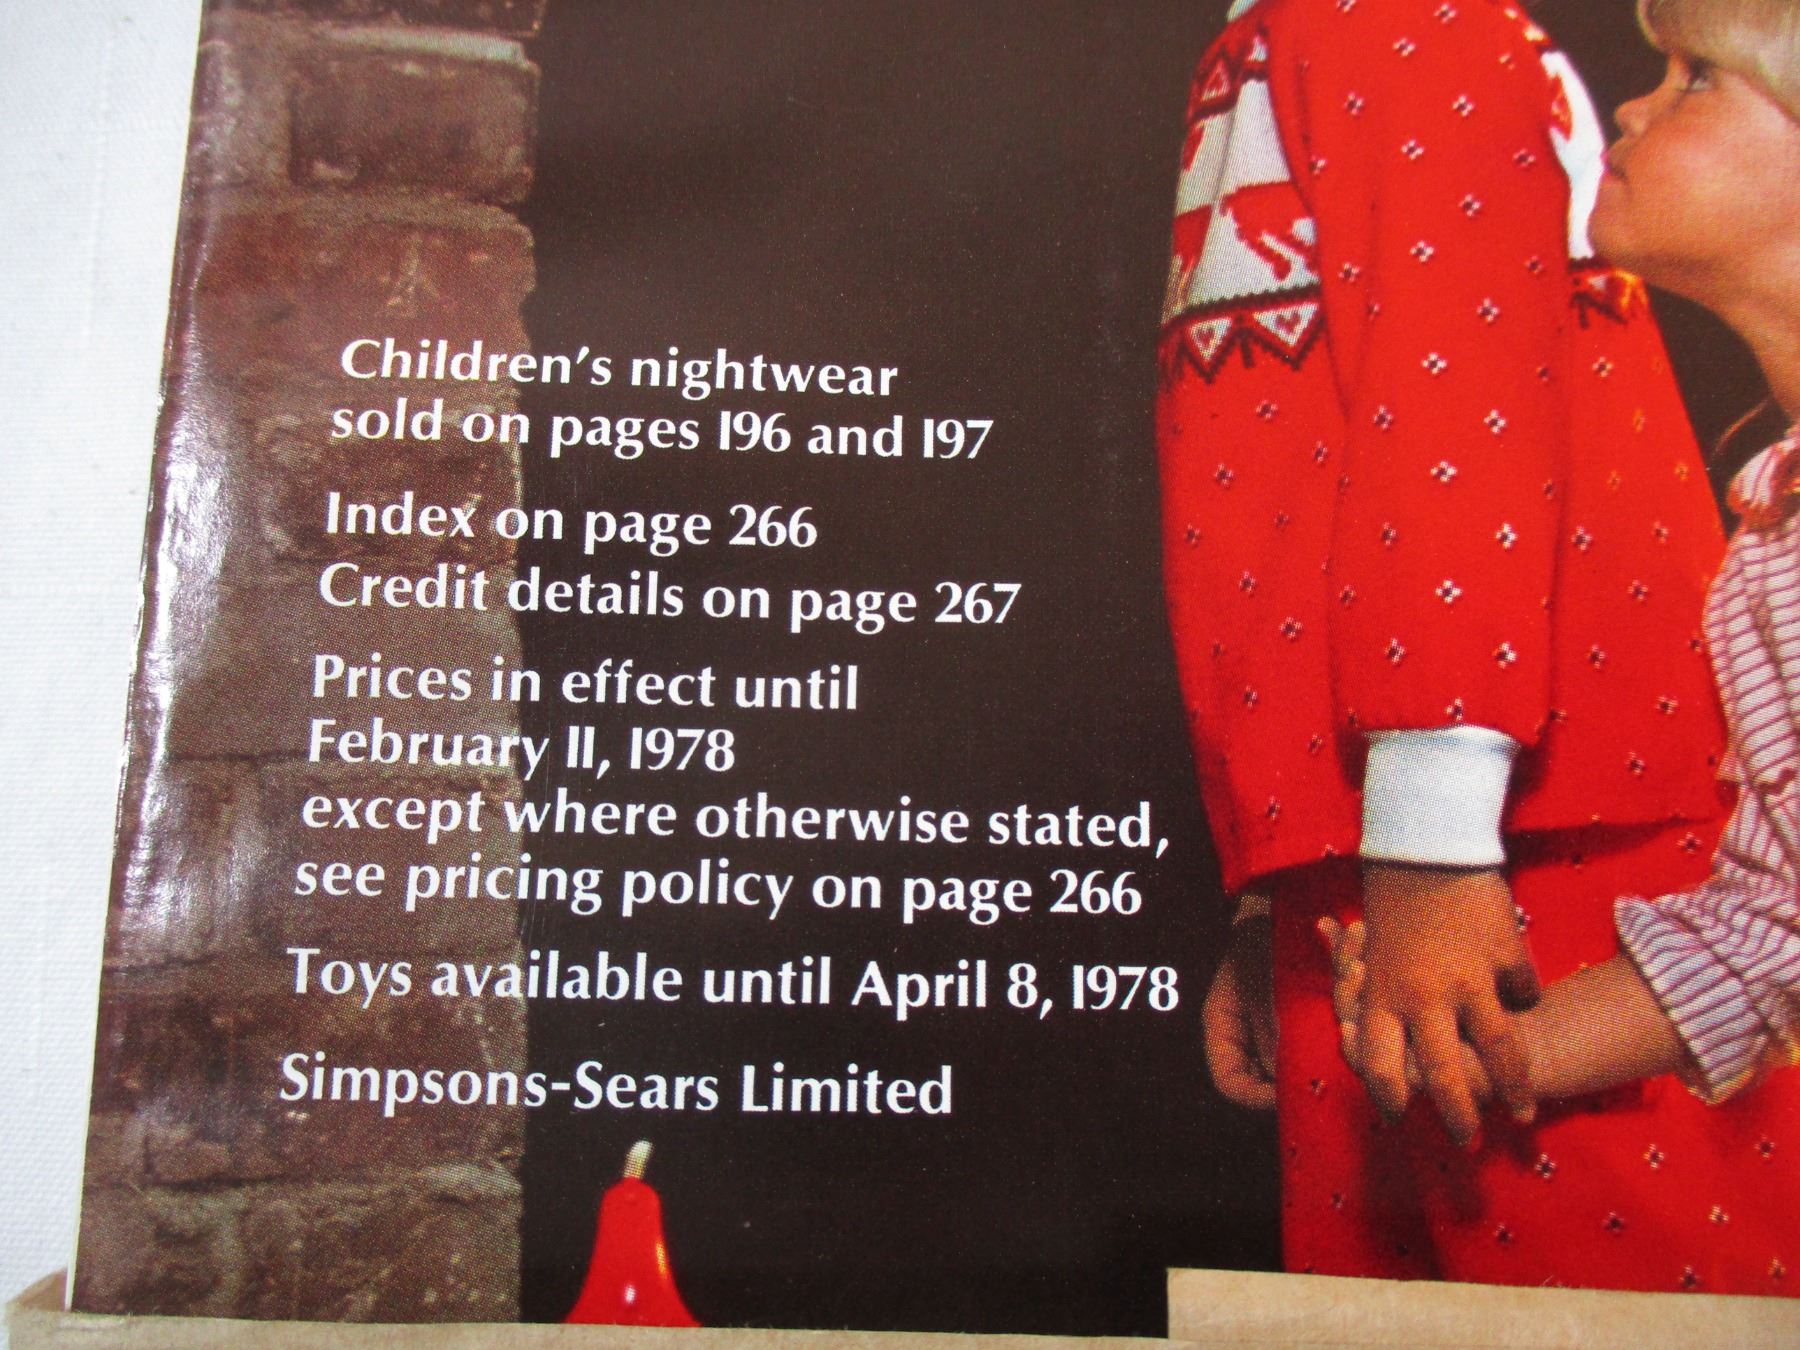 Children's nightwear
sold on pages 196 and 197
Index on page 266
Credit details on page 267
Prices in effect until
February 11, 1978
except where otherwise stated,
see pricing policy on page 266
Toys available until April 8, 1978
Simpsons-Sears Limited